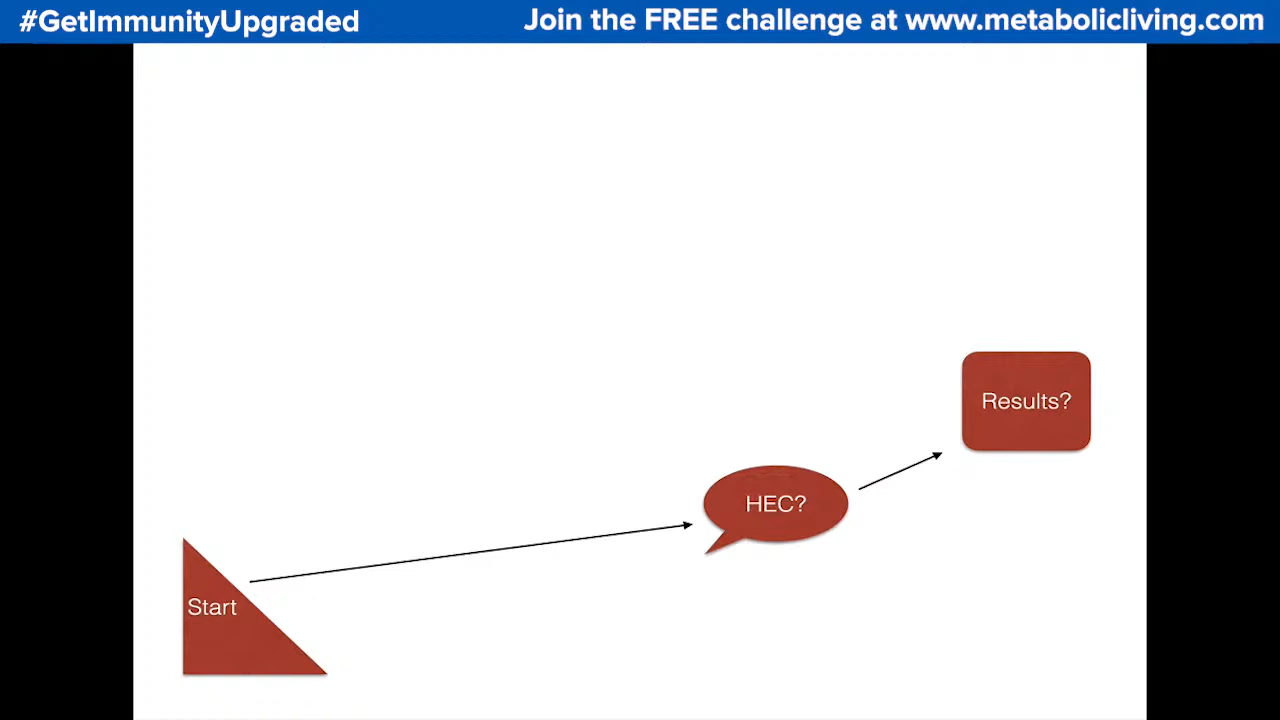 #GetImmunityUpgraded
Join the FREE challenge at www.metabolicliving.com
Results?
HEC?
Start